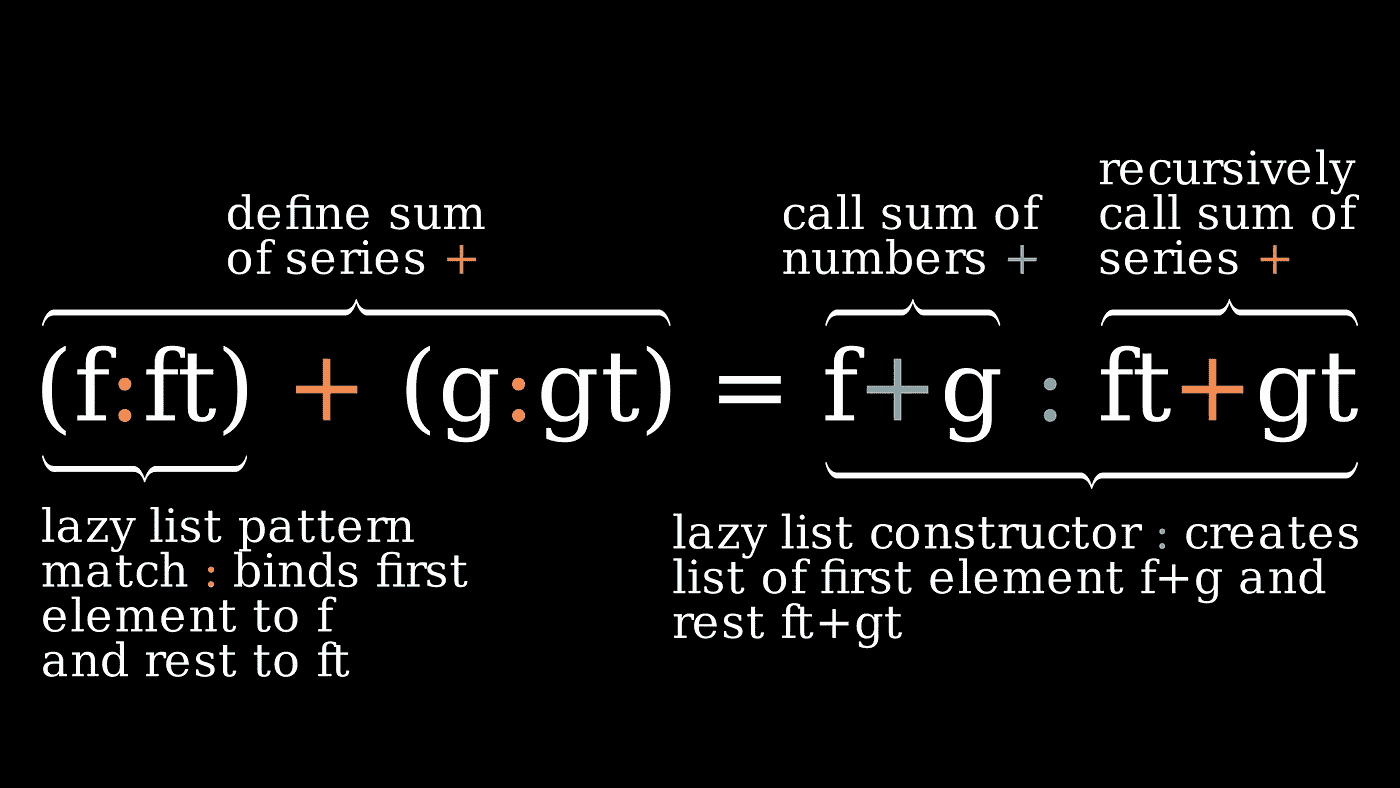 define sum
of series +
call sum of
numbers +
recursively
call sum of
series +
(f:ft) + (g:gt) = f+g : ft+gt
lazy list pattern
match : binds first
element to f
and rest to ft
lazy list constructor : creates
list of first element f+g and
rest ft+gt